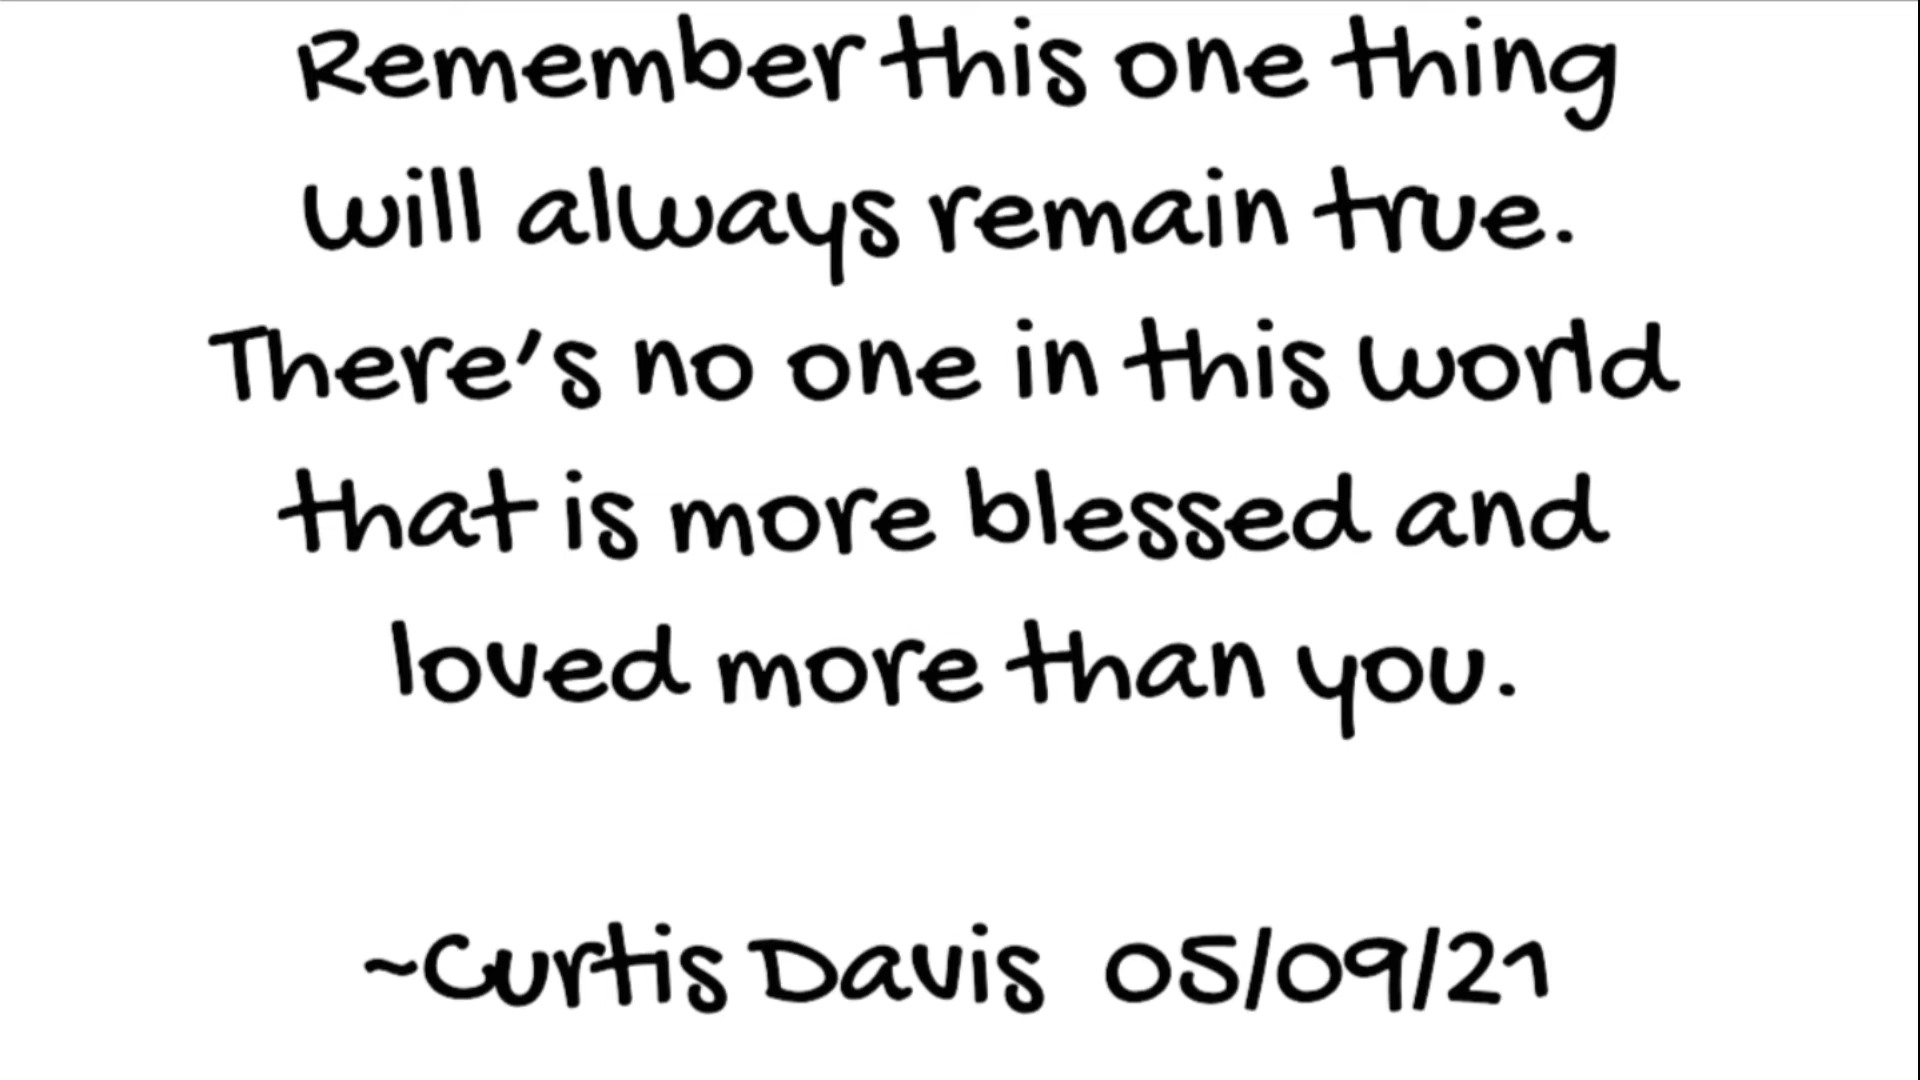 Remember this one thing
will always remain true.
There's no one in this world
that is more blessed and
loved more than you.
~Curtis Davis 05/09/21